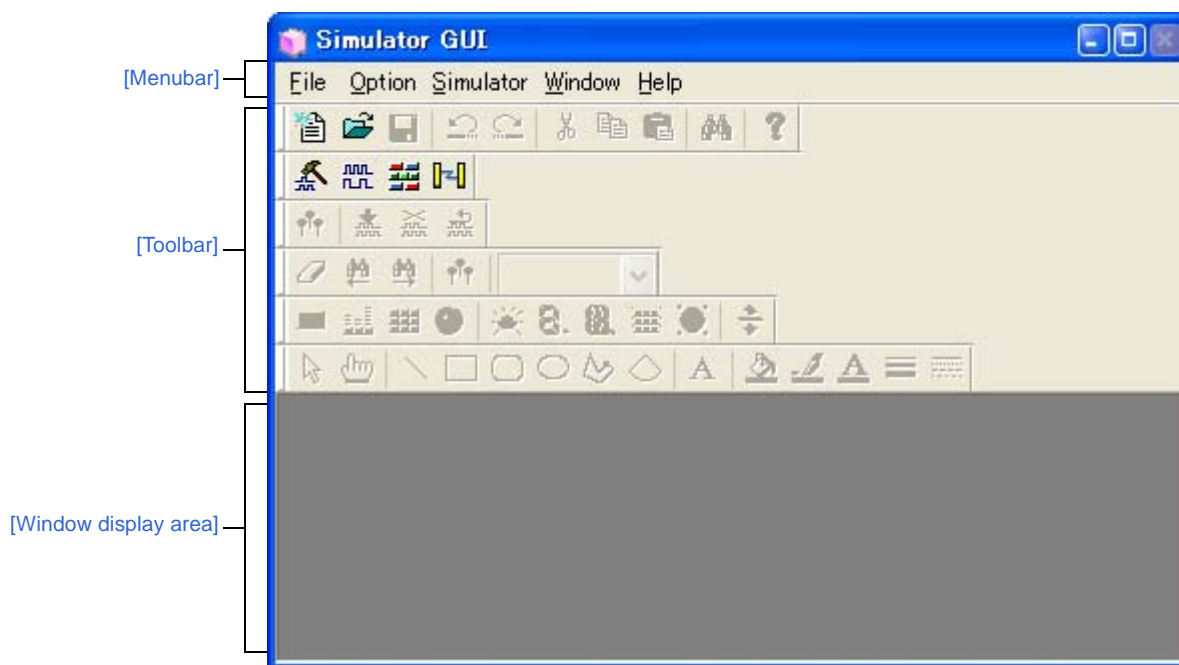 Simulator GUI
[Menubar]
File Option Simulator Window Help
[Toolbar]
[Window display area]